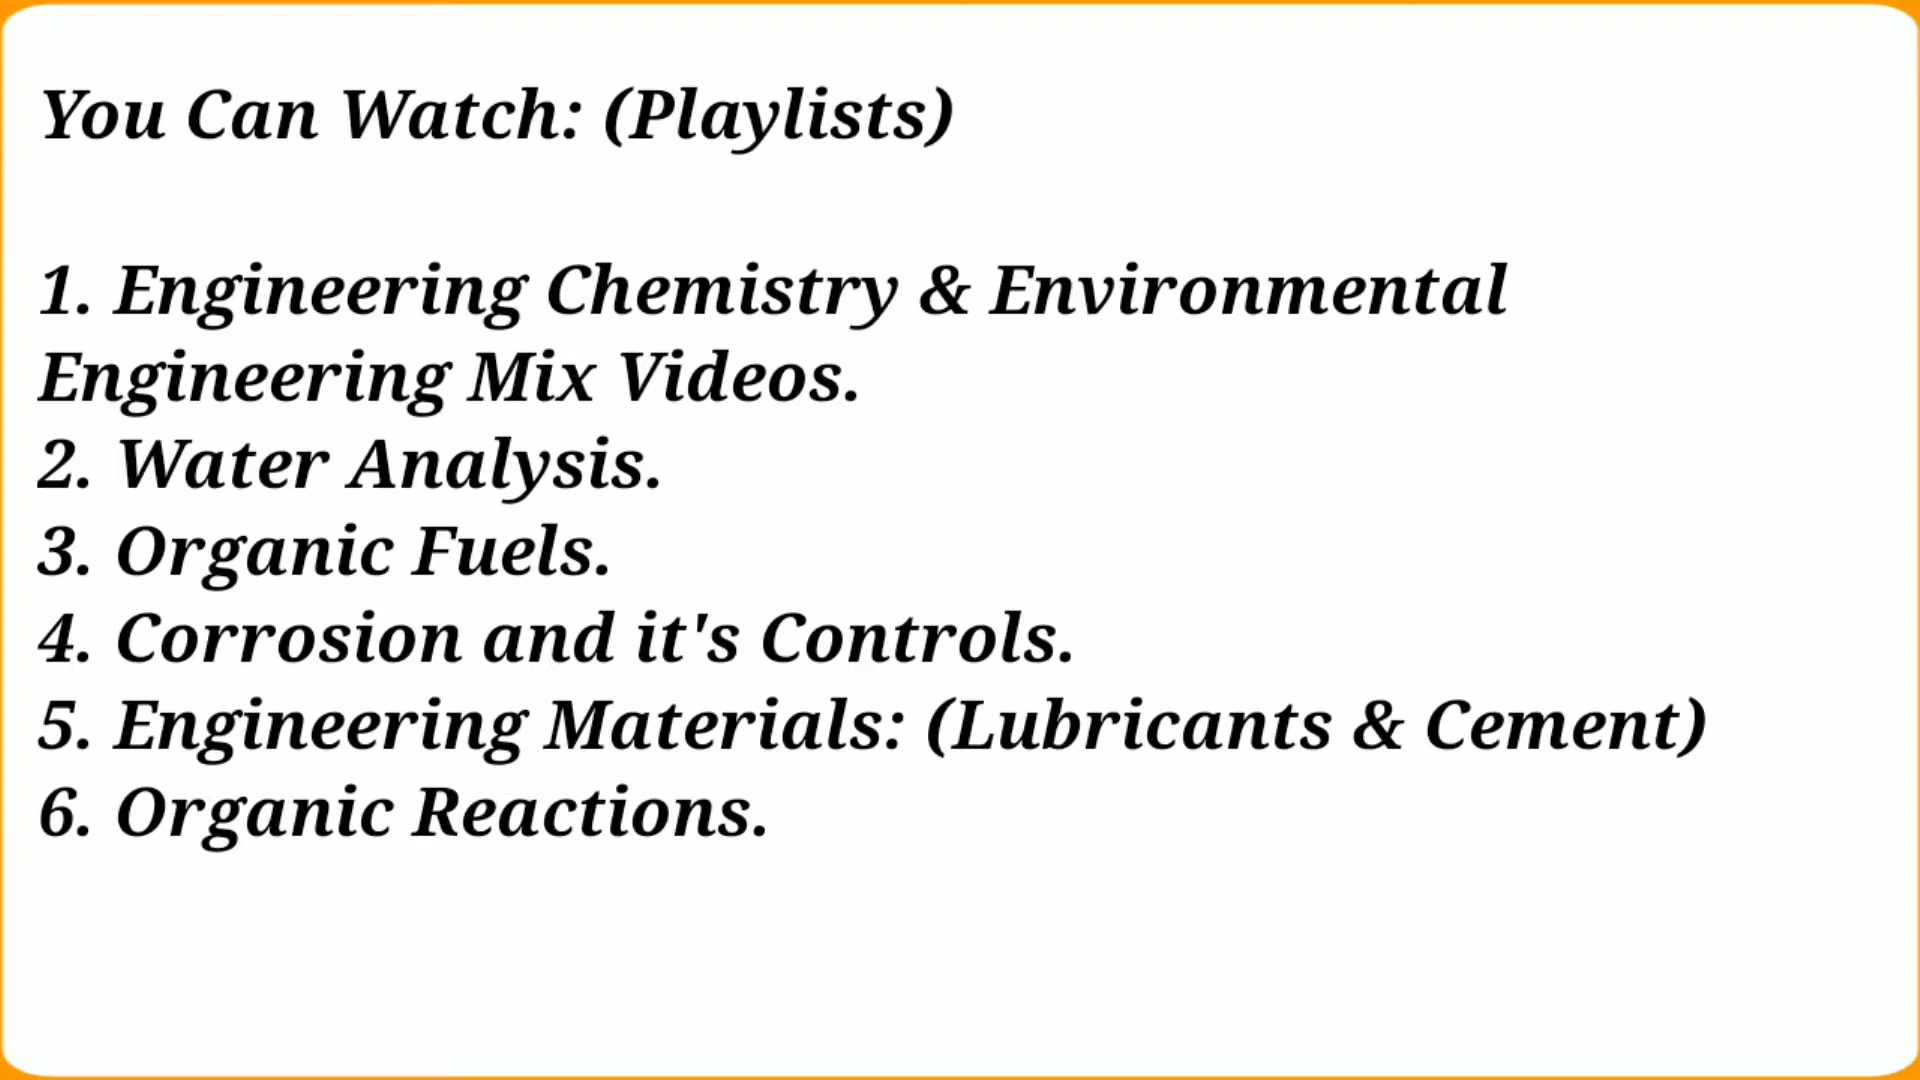 You Can Watch: (Playlists)
1. Engineering Chemistry & Environmental
Engineering Mix Videos.
2. Water Analysis.
3. Organic Fuels.
4. Corrosion and it's Controls.
5. Engineering Materials: (Lubricants & Cement)
6. Organic Reactions.